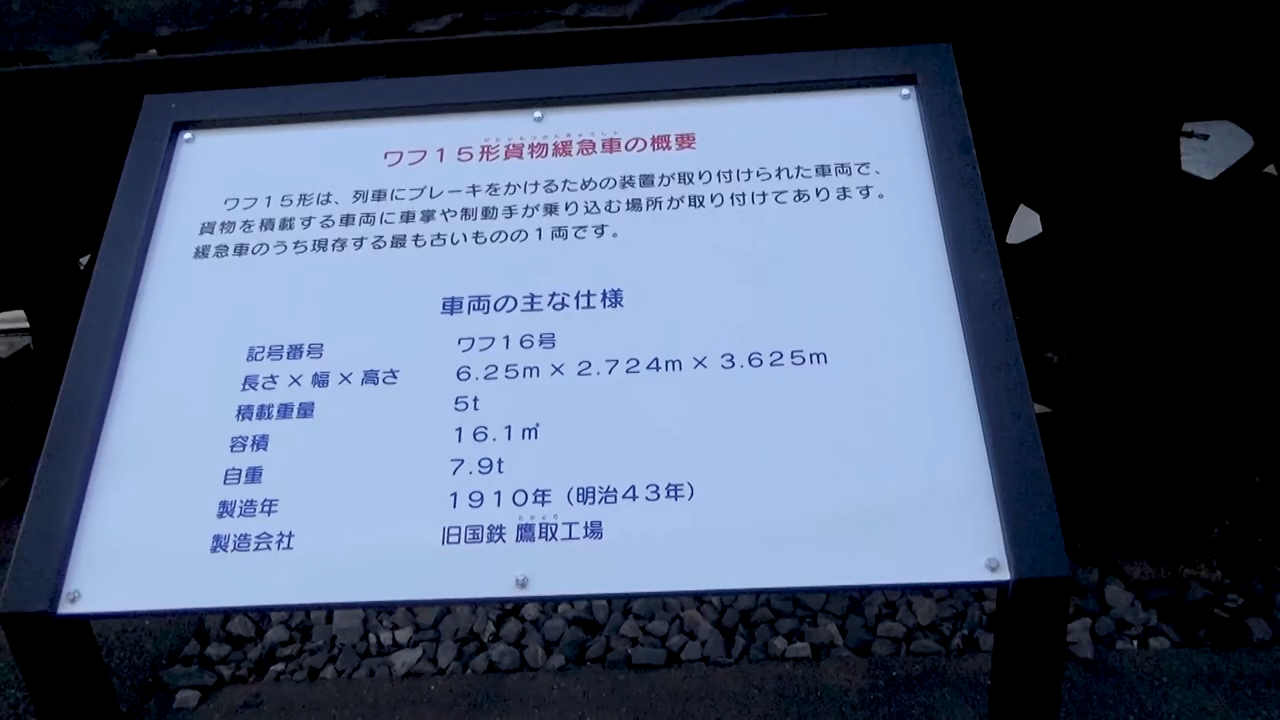 ワフ１５形貨物緩急車の概要
ワフ１５形は、列車にブレーキをかけるための装置が取り付けられた車両で、
貨物を積載する車両に車掌や制動手が乗り込む場所が取り付けてあります。
緩急車のうち現存する最も古いものの１両です。
車両の主な仕様
記号番号 ワフ１６号
長さ×幅×高さ ６.２５m×２.７２４m×３.６２５m
積載重量 ５t
容積 １６.１㎥
自重 ７.９t
製造年 １９１０年（明治４３年）
製造会社 旧国鉄 鷹取工場